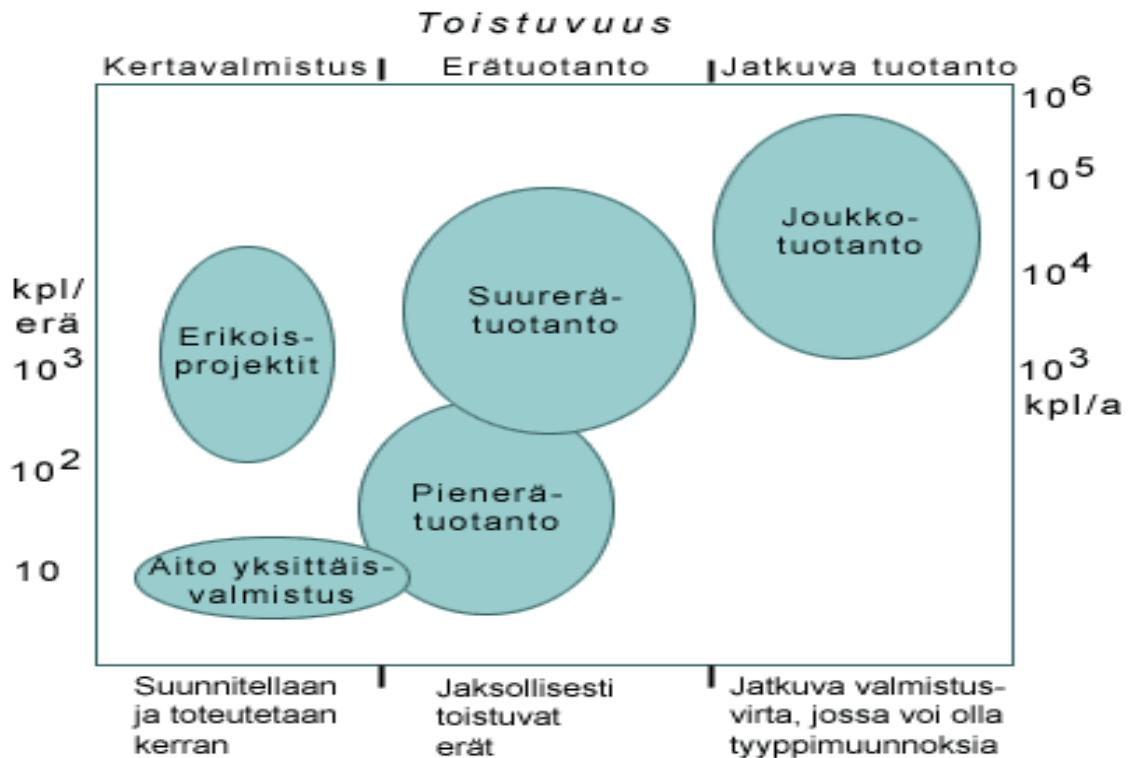 Toistuvuus
Kertavalmistus
Erätuotanto
Jatkuva tuotanto
kpl/
erä
10³
10²
10
10⁶
10⁵
10⁴
10³
kpl/a
Erikois-
projektit
Aito yksittäis-
valmistus
Suurerä-
tuotanto
Pienerä-
tuotanto
Joukko-
tuotanto
Suunnitellaan
ja toteutetaan
kerran
Jaksollisesti
toistuvat
erät
Jatkuva valmistus-
virta, jossa voi olla
tyyppimuunnoksia